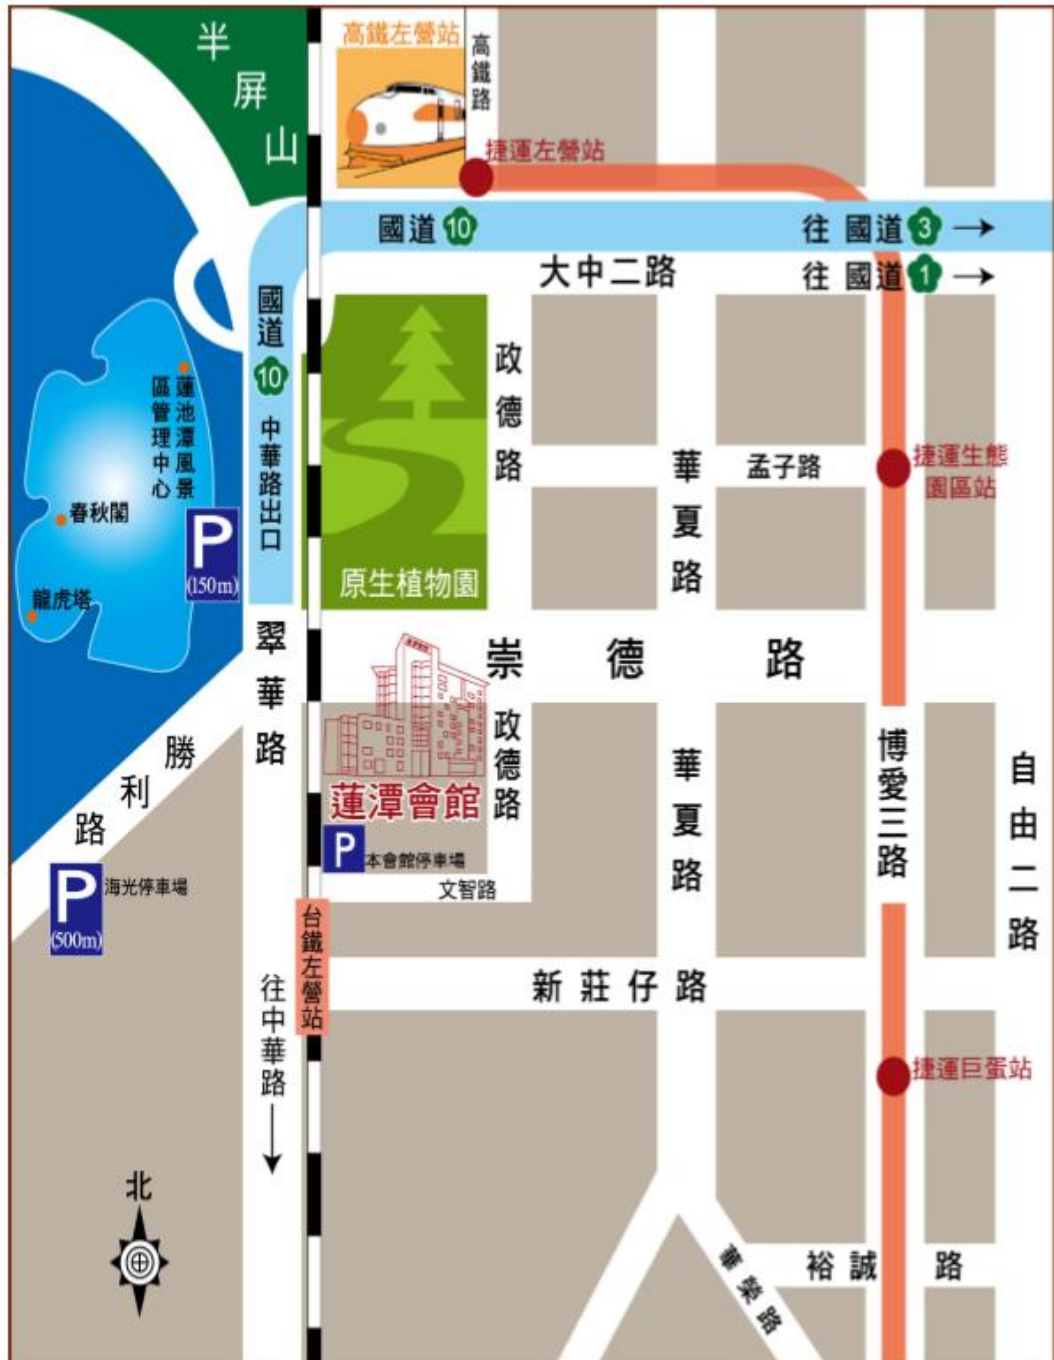 半屏山
高鐵左營站
高鐵路
捷運左營站
國道 10
往 國道 3 →
大中二路
往 國道 1 →
國道 10 中華路出口
政德路
蓮池潭風景
區管理中心
華夏路
孟子路
捷運生態
園區站
春秋閣
P
(150m)
原生植物園
龍虎塔
翠華路
崇德路
勝利路
政德路
華夏路
博愛三路
自由二路
蓮潭會館
P
本會館停車場
文智路
P
(500m)
海光停車場
台鐵左營站
往中華路
新莊仔路
捷運巨蛋站
北
華榮路
裕誠路